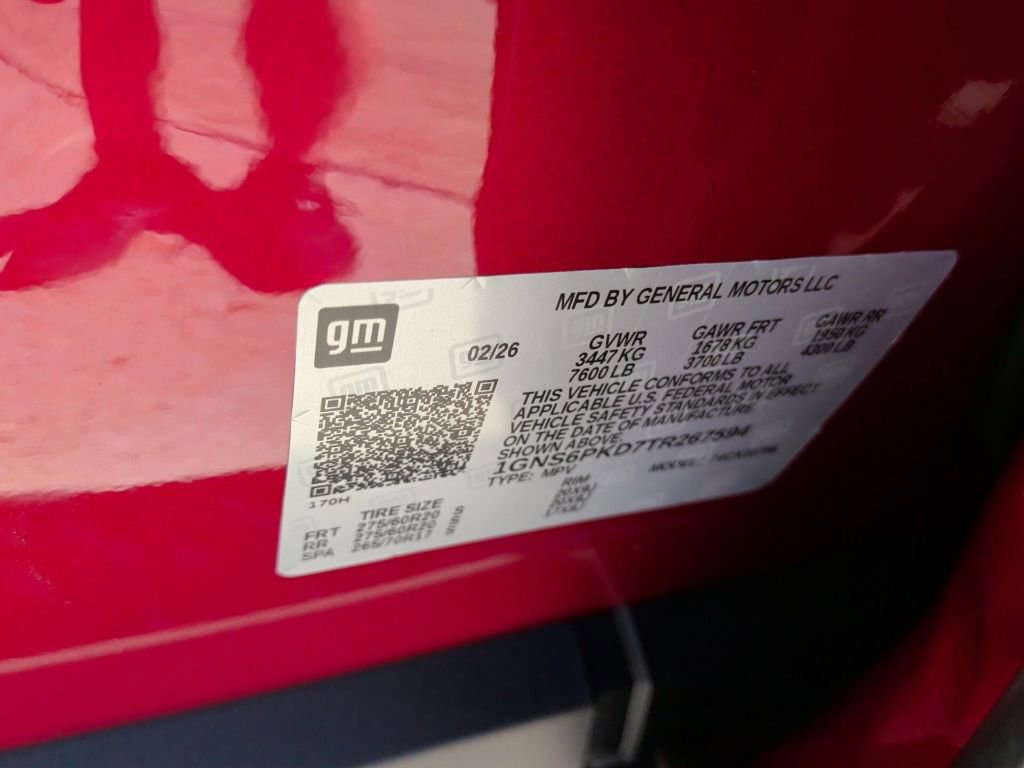 gm
MFD BY GENERAL MOTORS LLC
02/26
GVWR GAWR FRT GAWR RR
3447 KG 1678 KG 1950 KG
7600 LB 3700 LB 4300 LB
THIS VEHICLE CONFORMS TO ALL
APPLICABLE U.S. FEDERAL MOTOR
VEHICLE SAFETY STANDARDS IN EFFECT
ON THE DATE OF MANUFACTURE
SHOWN ABOVE.
1GNS6PKD7TR267594
TYPE: MPV MODEL:
170H
TIRE SIZE RIM
FRT 275/60R20 S 20X9J
RR 275/60R20 S 20X9J
SPA 265/70R17 S 17X8J